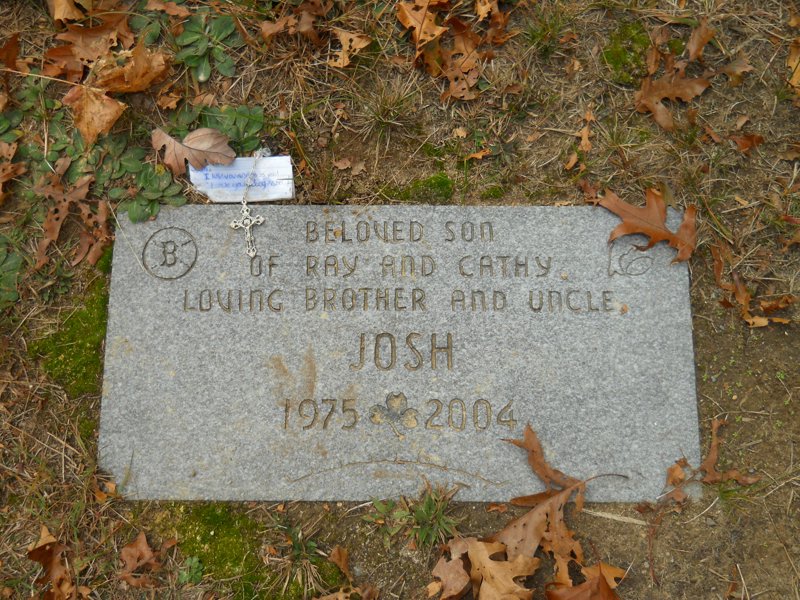 B
BELOVED SON
OF RAY AND CATHY
LOVING BROTHER AND UNCLE
JOSH
1975 2004